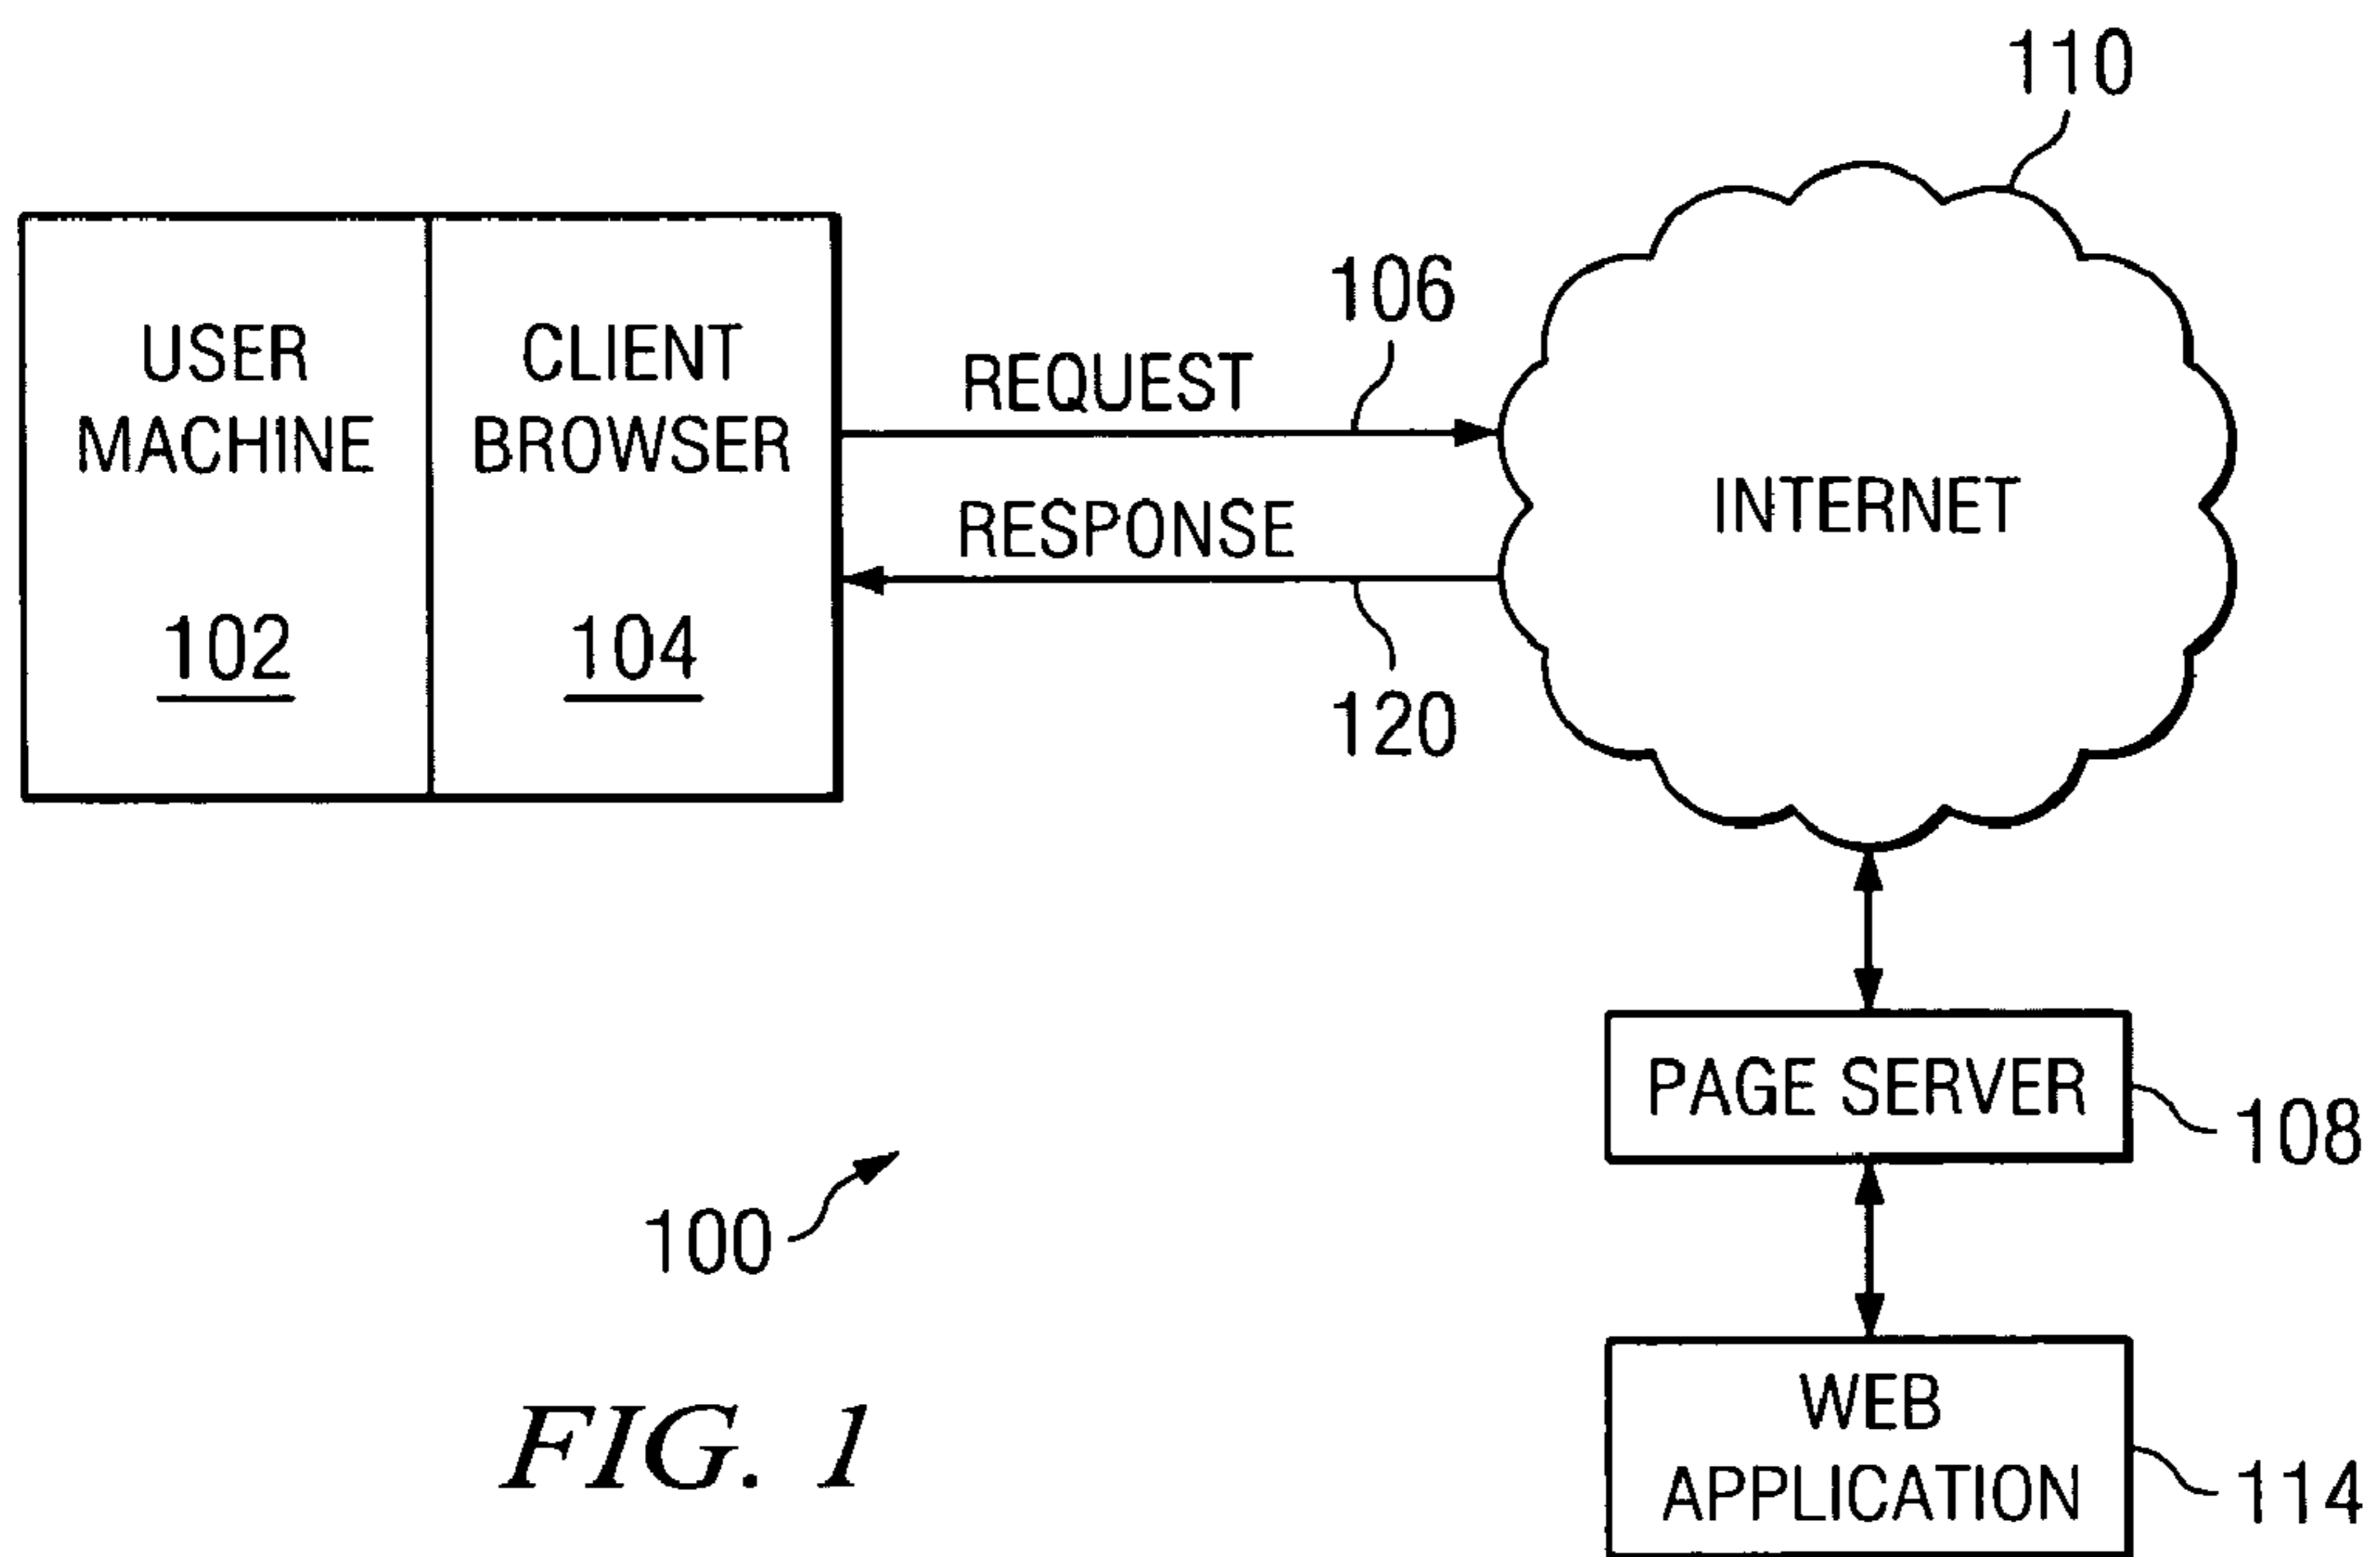 110
106
USER
MACHINE
102
CLIENT
BROWSER
104
REQUEST
RESPONSE
120
INTERNET
PAGE SERVER
108
100
WEB
APPLICATION
114
FIG. 1